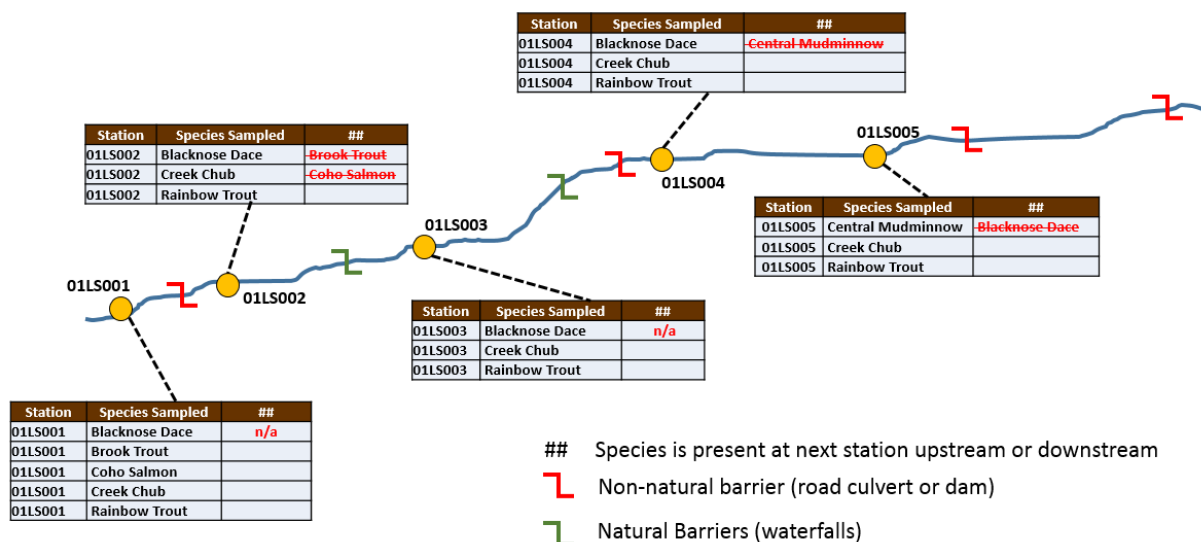 Station Species Sampled ##
01LS004 Blacknose Dace Central Mudminnow
01LS004 Creek Chub
01LS004 Rainbow Trout
Station Species Sampled ##
01LS002 Blacknose Dace Brook Trout
01LS002 Creek Chub Coho Salmon
01LS002 Rainbow Trout
01LS005
01LS004
Station Species Sampled ##
01LS005 Central Mudminnow Blacknose Dace
01LS005 Creek Chub
01LS005 Rainbow Trout
01LS003
01LS001
01LS002
Station Species Sampled ##
01LS003 Blacknose Dace n/a
01LS003 Creek Chub
01LS003 Rainbow Trout
Station Species Sampled ##
01LS001 Blacknose Dace n/a
01LS001 Brook Trout
01LS001 Coho Salmon
01LS001 Creek Chub
01LS001 Rainbow Trout
## Species is present at next station upstream or downstream
Non-natural barrier (road culvert or dam)
Natural Barriers (waterfalls)